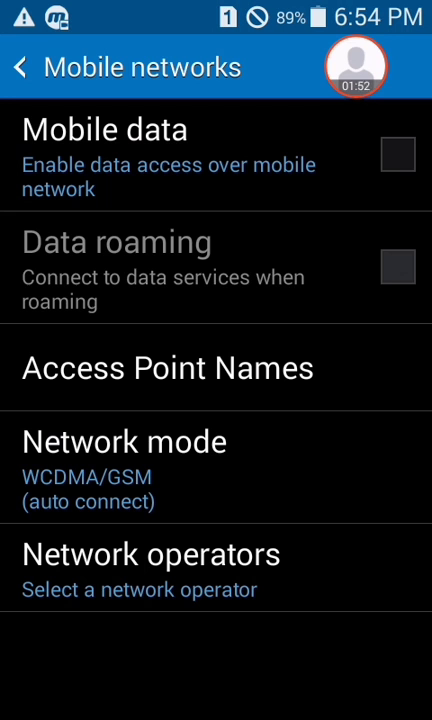 1 89% 6:54 PM
Mobile networks
01:52
Mobile data
Enable data access over mobile
network
Data roaming
Connect to data services when
roaming
Access Point Names
Network mode
WCDMA/GSM
(auto connect)
Network operators
Select a network operator